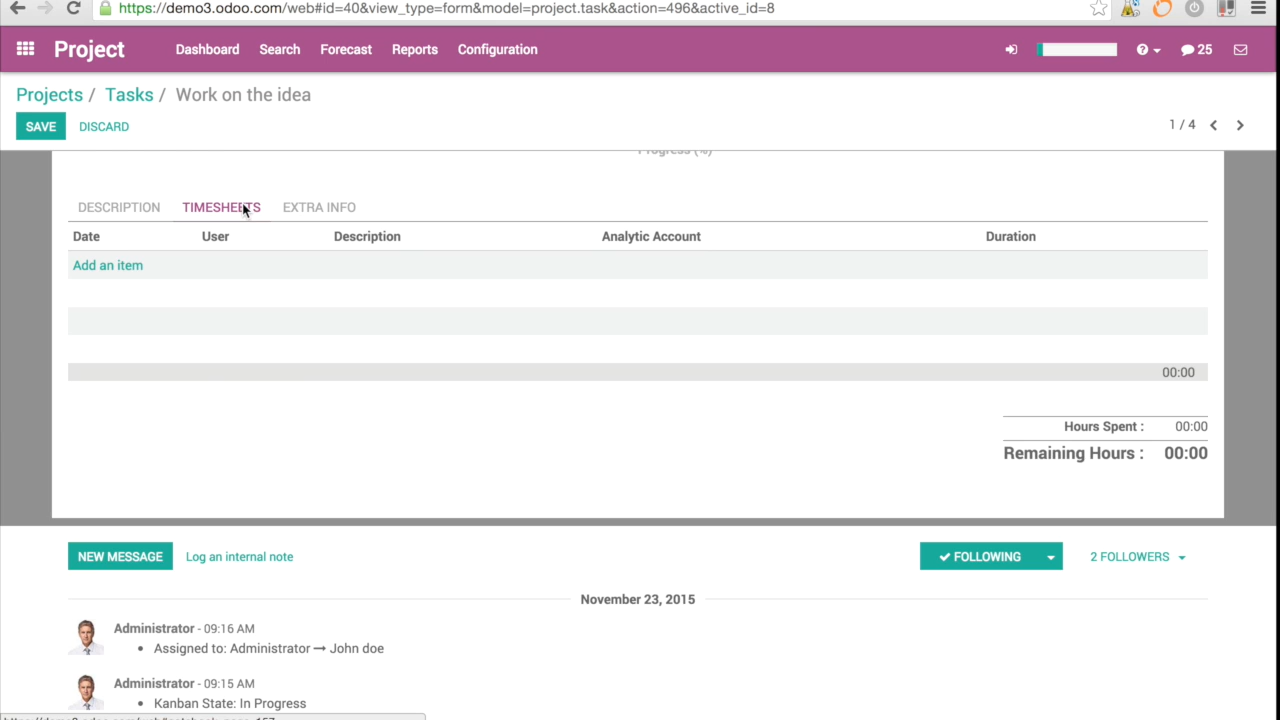 https://demo3.odoo.com/web#id=40&view_type=form&model=project.task&action=496&active_id=8
Project Dashboard Search Forecast Reports Configuration 25
Projects / Tasks / Work on the idea
SAVE DISCARD 1 / 4
Progress (%)
DESCRIPTION TIMESHEETS EXTRA INFO
Date User Description Analytic Account Duration
Add an item
00:00
Hours Spent : 00:00
Remaining Hours : 00:00
NEW MESSAGE Log an internal note FOLLOWING 2 FOLLOWERS
November 23, 2015
Administrator - 09:16 AM
• Assigned to: Administrator → John doe
Administrator - 09:15 AM
• Kanban State: In Progress